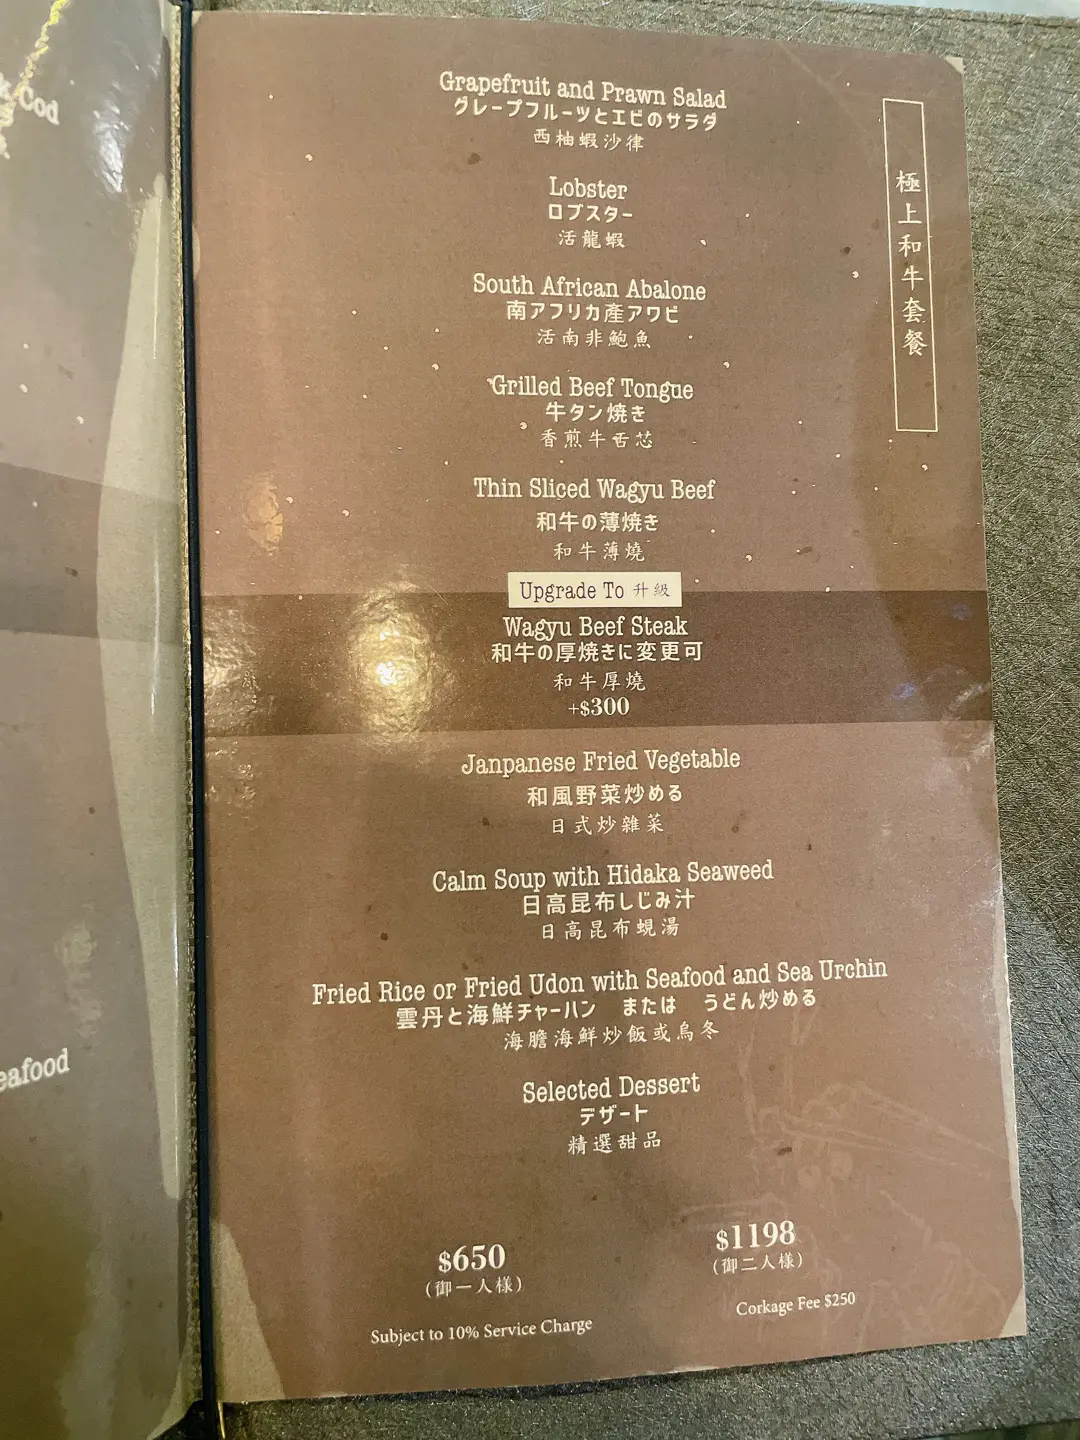 Cod
eafood
極上和牛套餐
Grapefruit and Prawn Salad
グレープフルーツとエビのサラダ
西柚蝦沙律
Lobster
ロブスター
活龍蝦
South African Abalone
南アフリカ産アワビ
活南非鮑魚
Grilled Beef Tongue
牛タン焼き
香煎牛舌芯
Thin Sliced Wagyu Beef
和牛の薄焼き
和牛薄燒
Upgrade To 升級
Wagyu Beef Steak
和牛の厚焼きに変更可
和牛厚燒
+$300
Janpanese Fried Vegetable
和風野菜炒める
日式炒雜菜
Calm Soup with Hidaka Seaweed
日高昆布しじみ汁
日高昆布蜆湯
Fried Rice or Fried Udon with Seafood and Sea Urchin
雲丹と海鮮チャーハン または うどん炒める
海膽海鮮炒飯或烏冬
Selected Dessert
デザート
精選甜品
$650
(御一人様)
$1198
(御二人様)
Subject to 10% Service Charge
Corkage Fee $250